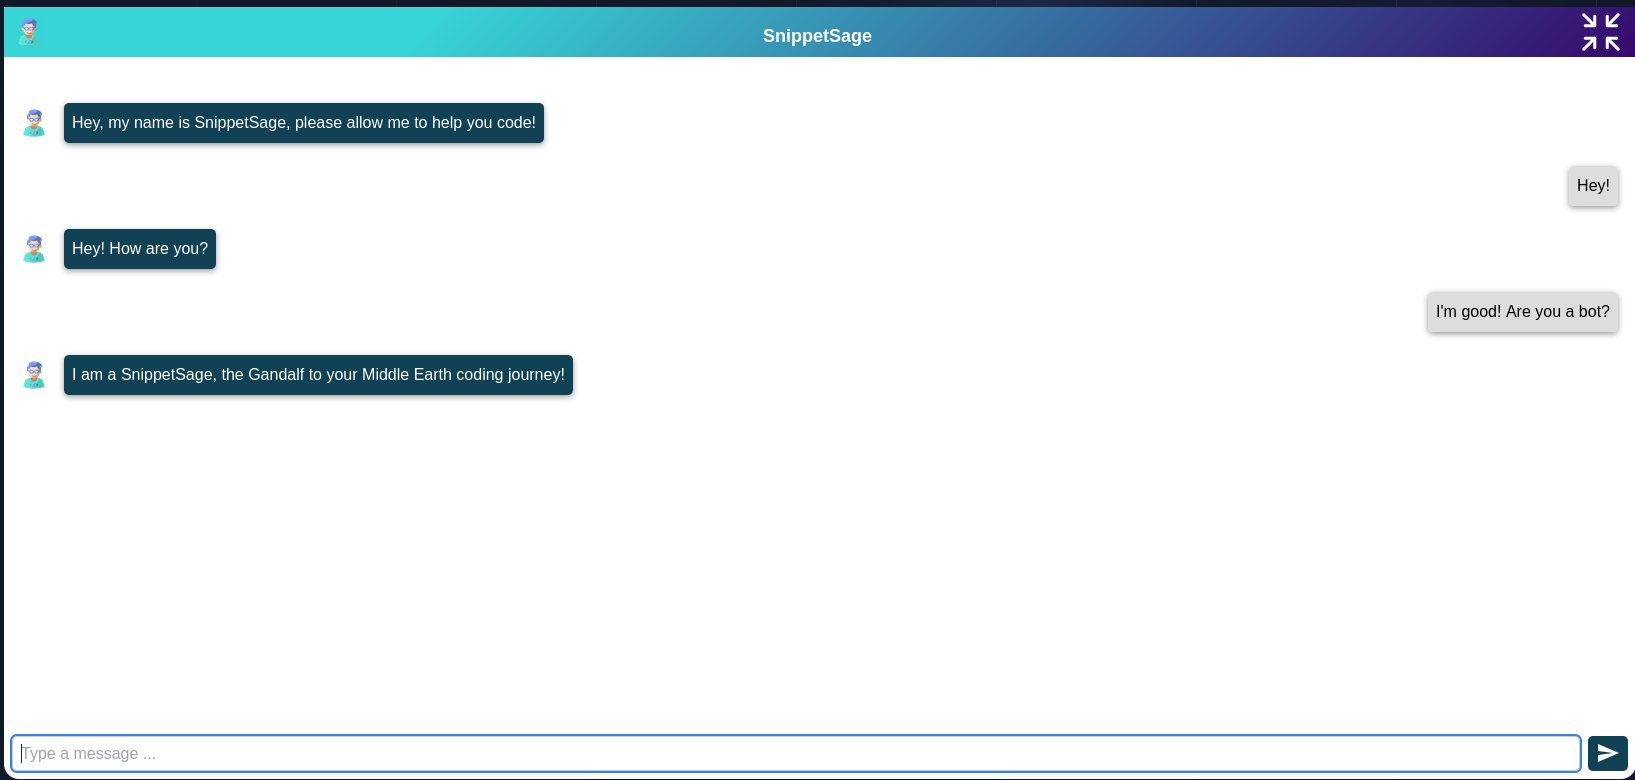 SnippetSage
Hey, my name is SnippetSage, please allow me to help you code!
Hey!
Hey! How are you?
I'm good! Are you a bot?
I am a SnippetSage, the Gandalf to your Middle Earth coding journey!
Type a message ...